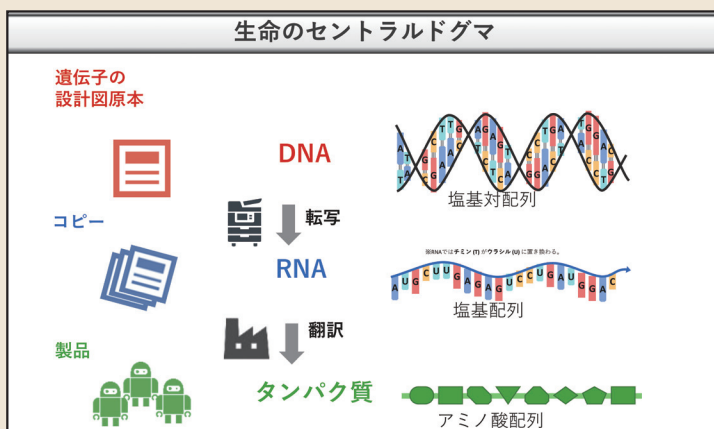 生命のセントラルドグマ
遺伝子の
設計図原本
DNA
塩基対配列
コピー
転写
RNA
※RNAではチミン(T)がウラシル(U)に置き換わる。
AUGCUUGAGAGUCCUGAUGGAC
塩基配列
翻訳
製品
タンパク質
アミノ酸配列